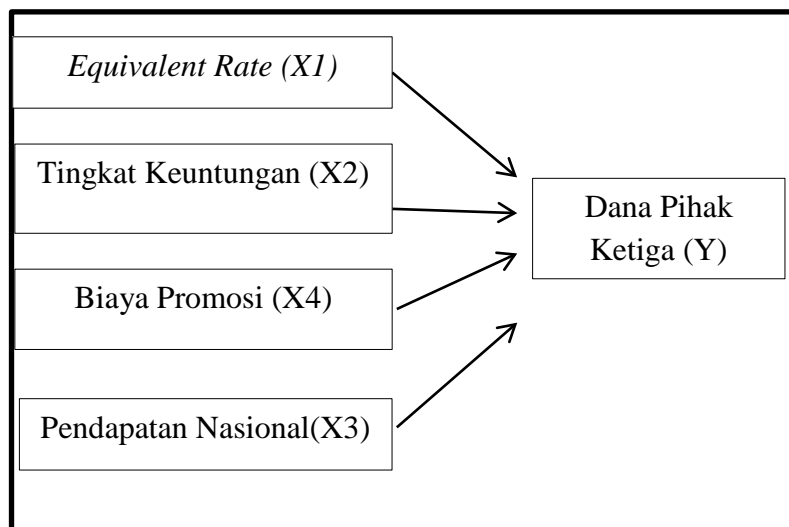 Equivalent Rate (X1)
Tingkat Keuntungan (X2)
Dana Pihak
Ketiga (Y)
Biaya Promosi (X4)
Pendapatan Nasional(X3)